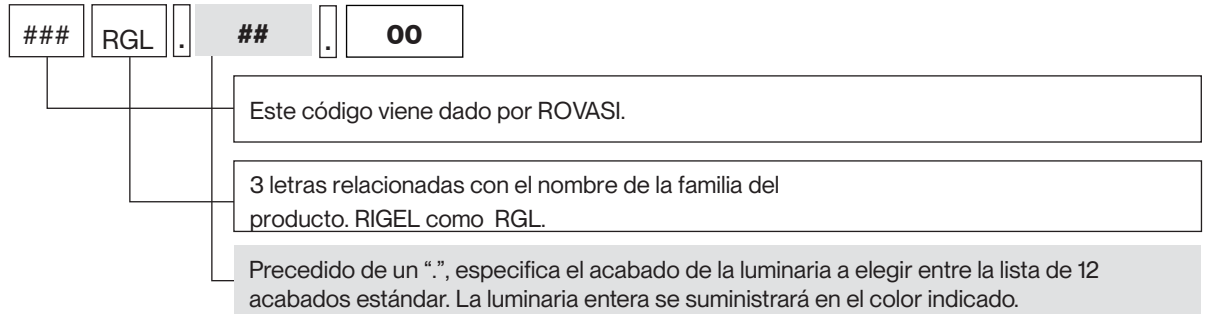 ### RGL . ## . 00
Este código viene dado por ROVASI.
3 letras relacionadas con el nombre de la familia del
producto. RIGEL como RGL.
Precedido de un “.”, especifica el acabado de la luminaria a elegir entre la lista de 12
acabados estándar. La luminaria entera se suministrará en el color indicado.